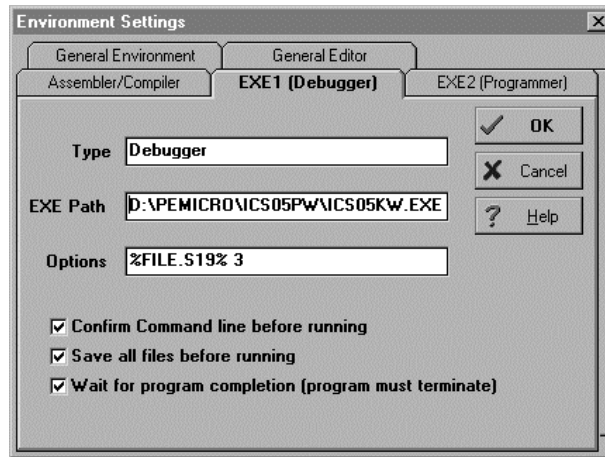 Environment Settings
General Environment
General Editor
Assembler/Compiler
EXE1 (Debugger)
EXE2 (Programmer)
OK
Type
Debugger
Cancel
EXE Path
D:\PEMICRO\ICS05PW\ICS05KW.EXE
Help
Options
%FILE.S19% 3
Confirm Command line before running
Save all files before running
Wait for program completion (program must terminate)